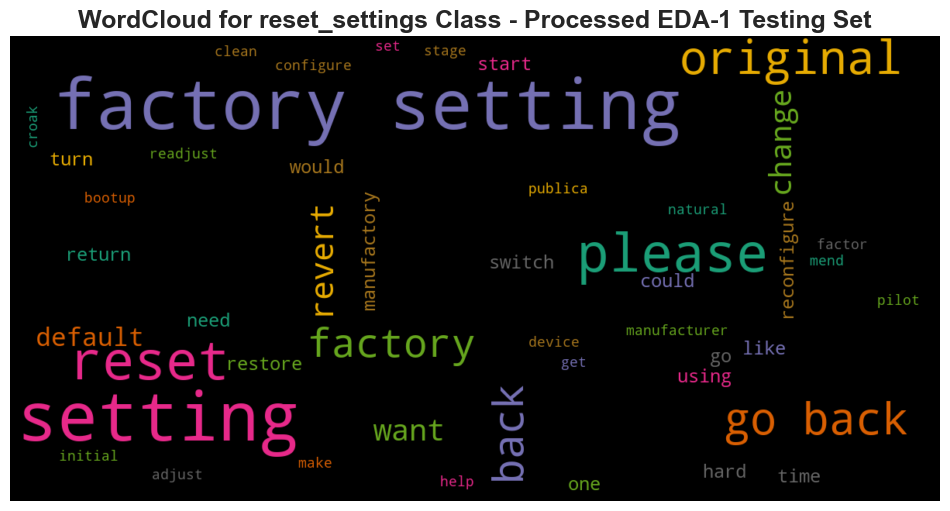 WordCloud for reset_settings Class - Processed EDA-1 Testing Set
clean
set
stage
configure
start
original
factory setting
change
croak
turn
readjust
would
bootup
publica
natural
manufactory
revert
reconfigure
return
switch
please
could
factor
mend
pilot
need
default
factory
manufacturer
device
reset
restore
get
go
like
using
setting
want
back
go back
initial
adjust
make
help
one
hard
time